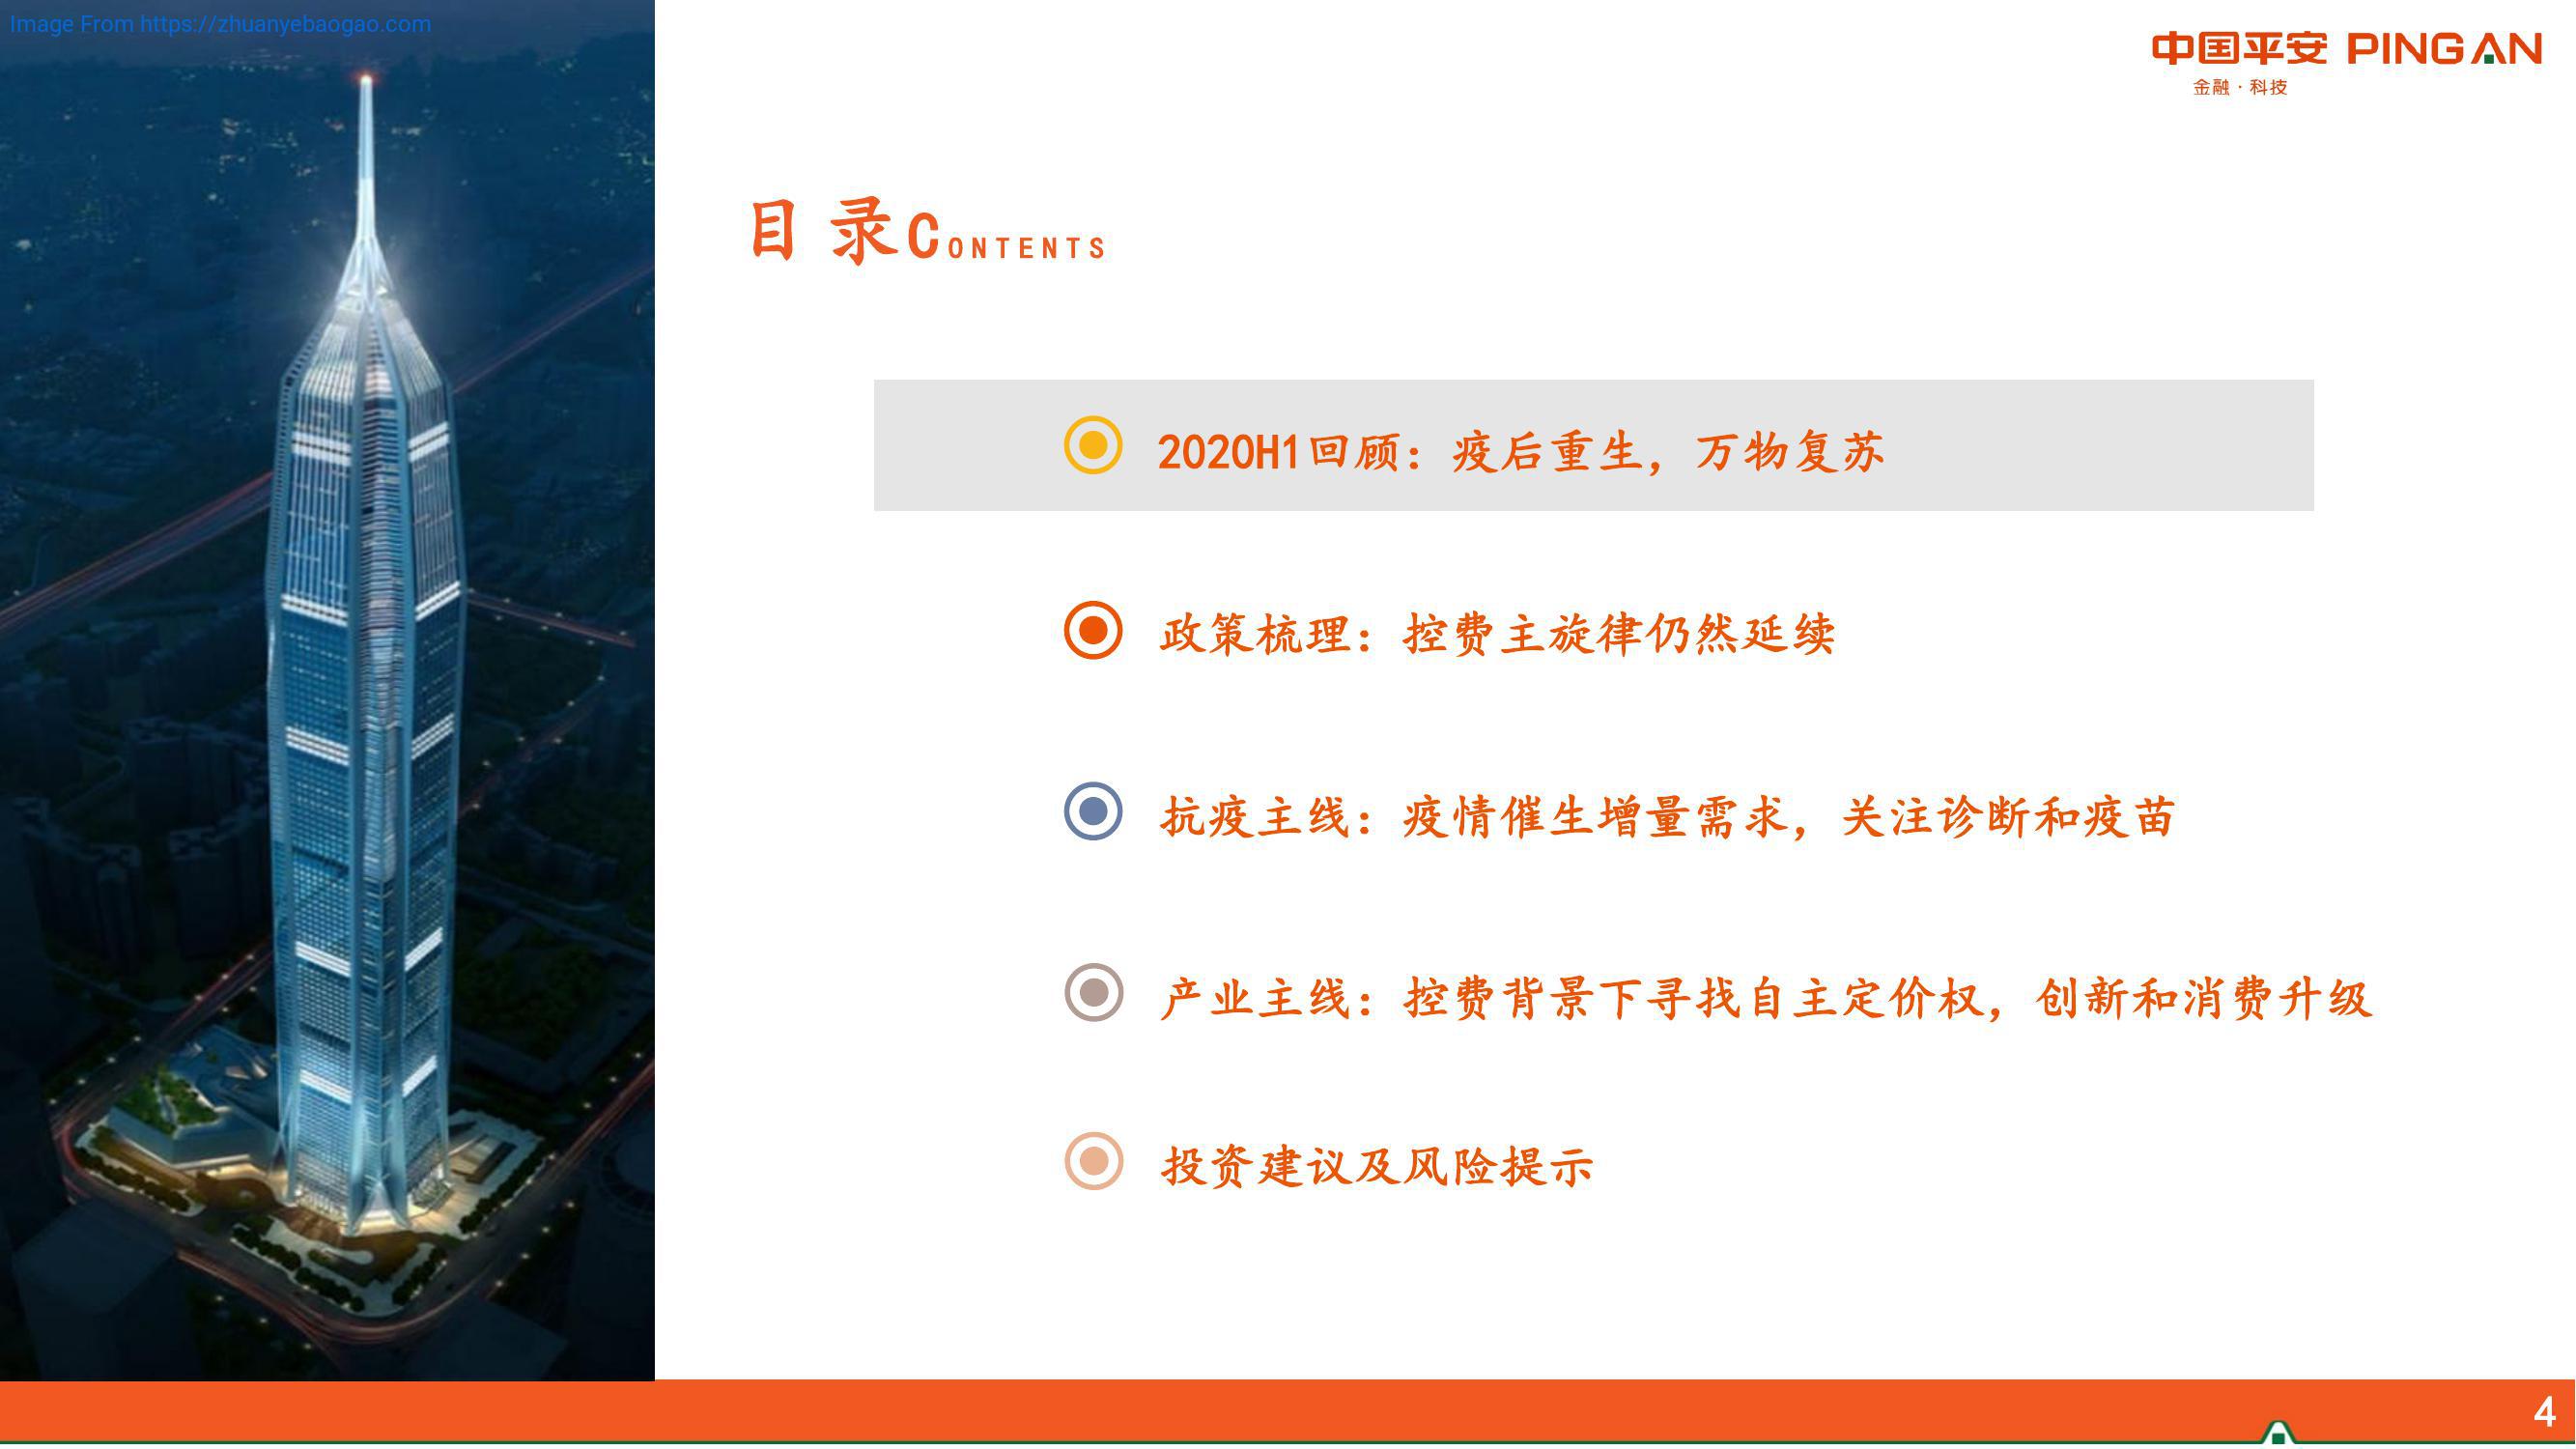 Image From https://zhuanyebaogao.com
中国平安 PINGAN
金融·科技
目录CONTENTS
2020H1回顾：疫后重生，万物复苏
政策梳理：控费主旋律仍然延续
抗疫主线：疫情催生增量需求，关注诊断和疫苗
产业主线：控费背景下寻找自主定价权，创新和消费升级
投资建议及风险提示
4